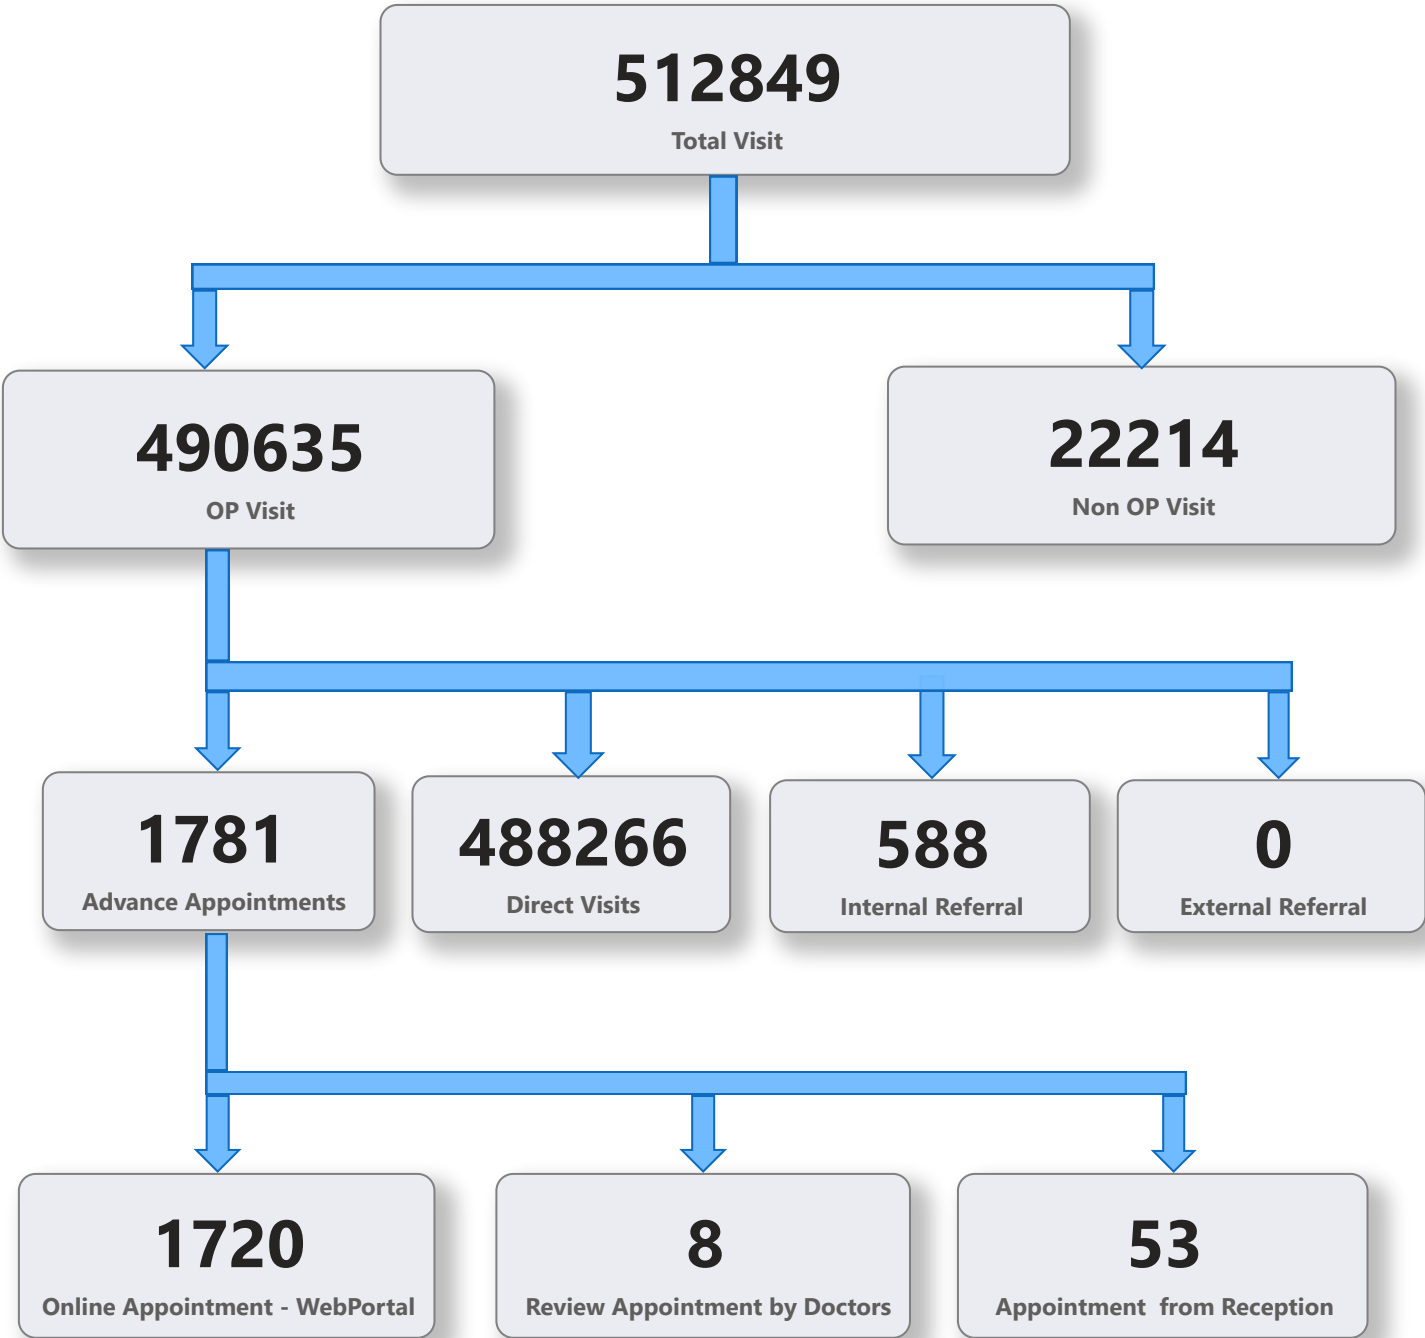 512849
Total Visit
490635
OP Visit
22214
Non OP Visit
1781
Advance Appointments
488266
Direct Visits
588
Internal Referral
0
External Referral
1720
Online Appointment - WebPortal
8
Review Appointment by Doctors
53
Appointment  from Reception